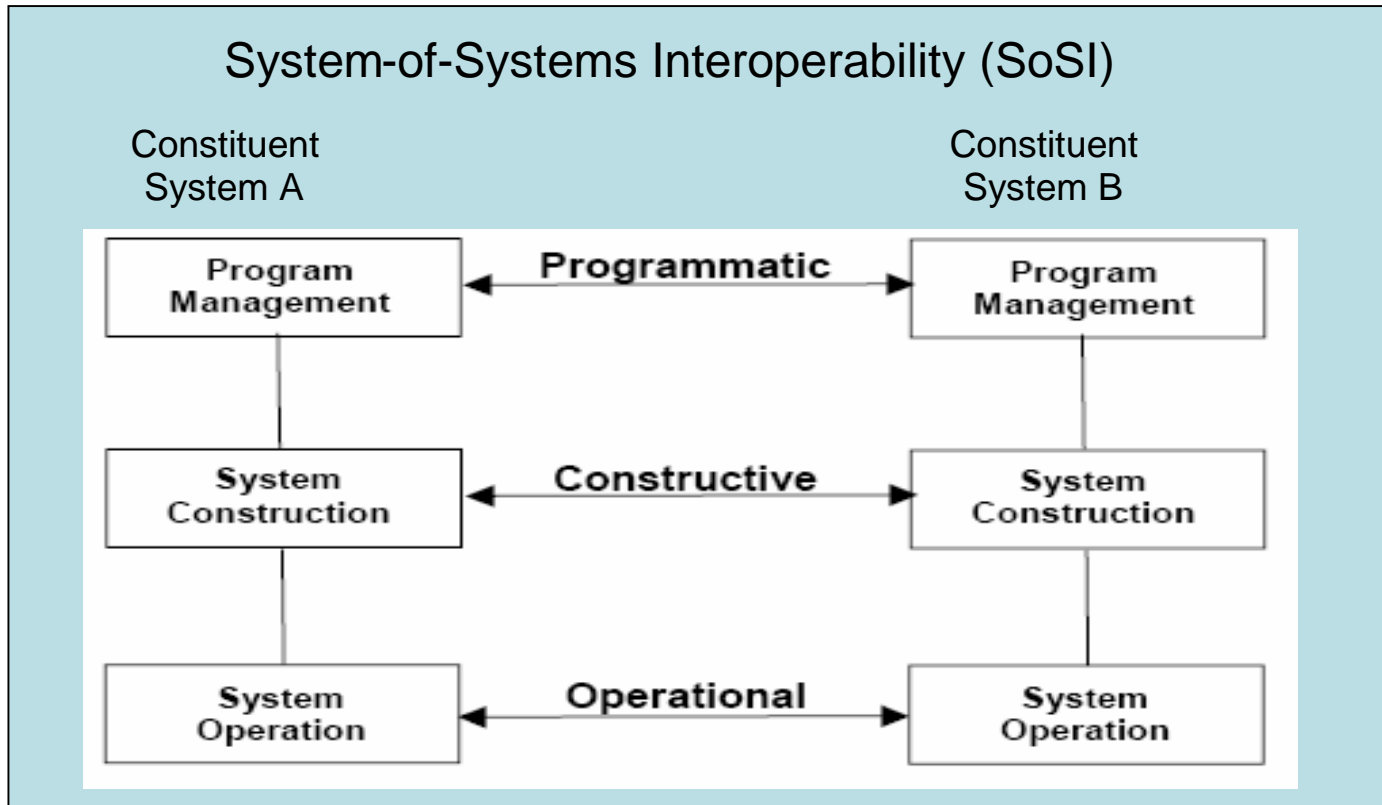 System-of-Systems Interoperability (SoSI)
Constituent
System A
Constituent
System B
Program
Management
Programmatic
Program
Management
System
Construction
Constructive
System
Construction
System
Operation
Operational
System
Operation